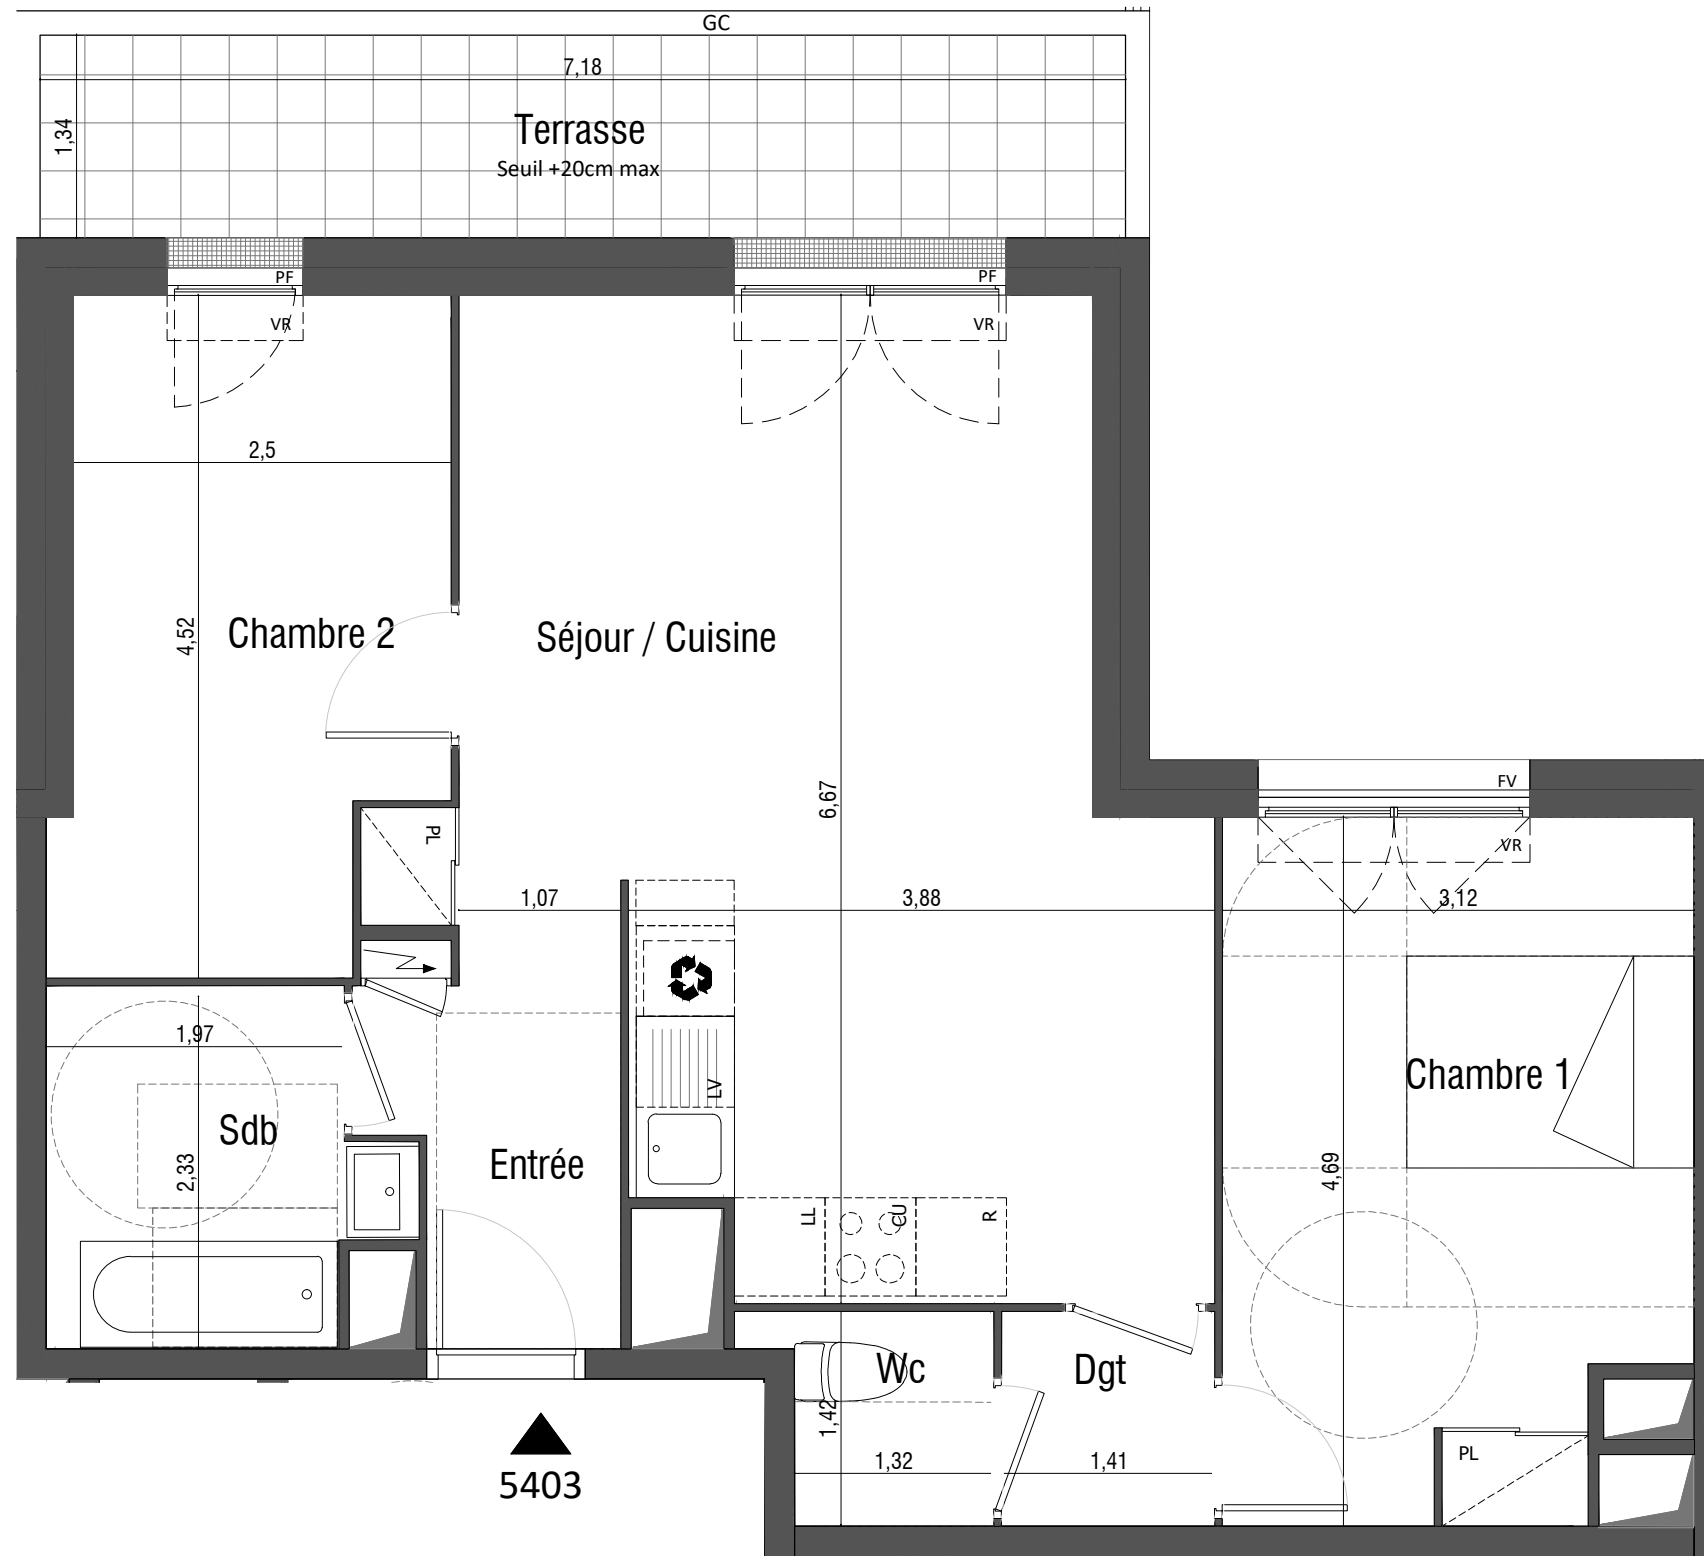 GC
7,18
1,34
Terrasse
Seuil +20cm max
PF
PF
VR
VR
2,5
4,52
Chambre 2
Séjour / Cuisine
6,67
FV
VR
PL
1,07
3,88
3,12
1,97
Sdb
2,33
Entrée
LV
LL
CU
R
Chambre 1
4,69
Wc
Dgt
1,42
1,32
1,41
PL
5403